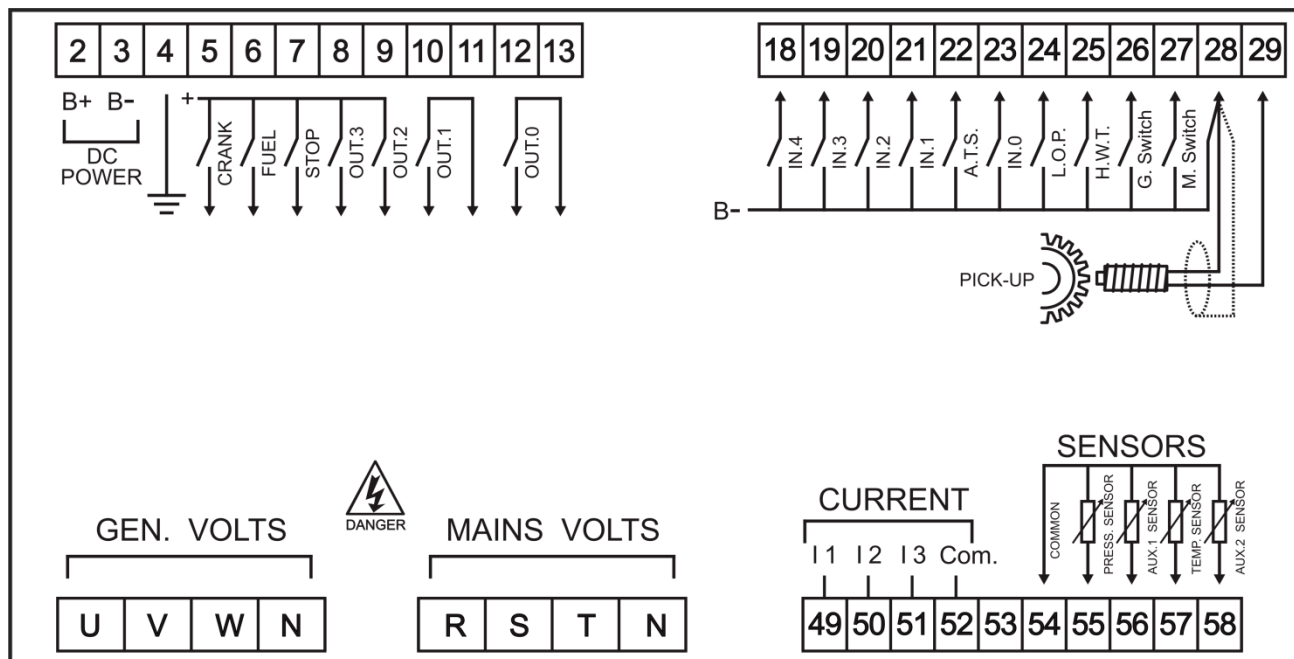 2 3 4 5 6 7 8 9 10 11 12 13
B+ B- +
DC
POWER
CRANK
FUEL
STOP
OUT.3
OUT.2
OUT.1
OUT.0
18 19 20 21 22 23 24 25 26 27 28 29
IN.4
IN.3
IN.2
IN.1
A.T.S.
IN.0
L.O.P.
H.W.T.
G. Switch
M. Switch
B-
PICK-UP
DANGER
GEN. VOLTS
U V W N
MAINS VOLTS
R S T N
CURRENT
I1 I2 I3 Com.
SENSORS
COMMON
PRESS. SENSOR
AUX.1 SENSOR
TEMP. SENSOR
AUX.2 SENSOR
49 50 51 52 53 54 55 56 57 58